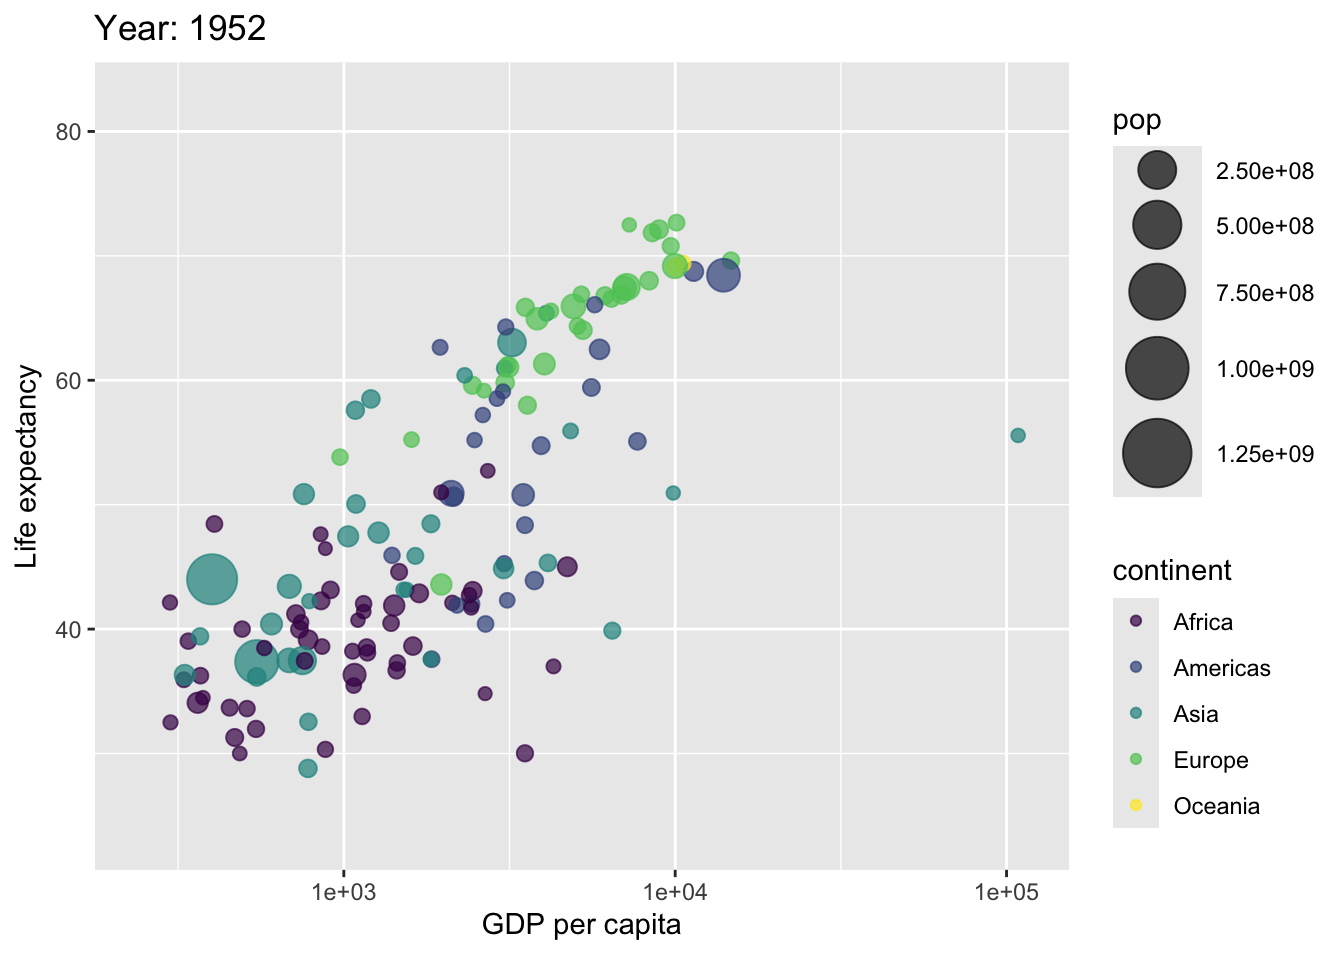 Year: 1952
80
60
40
Life expectancy
1e+03
1e+04
1e+05
GDP per capita
pop
2.50e+08
5.00e+08
7.50e+08
1.00e+09
1.25e+09
continent
Africa
Americas
Asia
Europe
Oceania